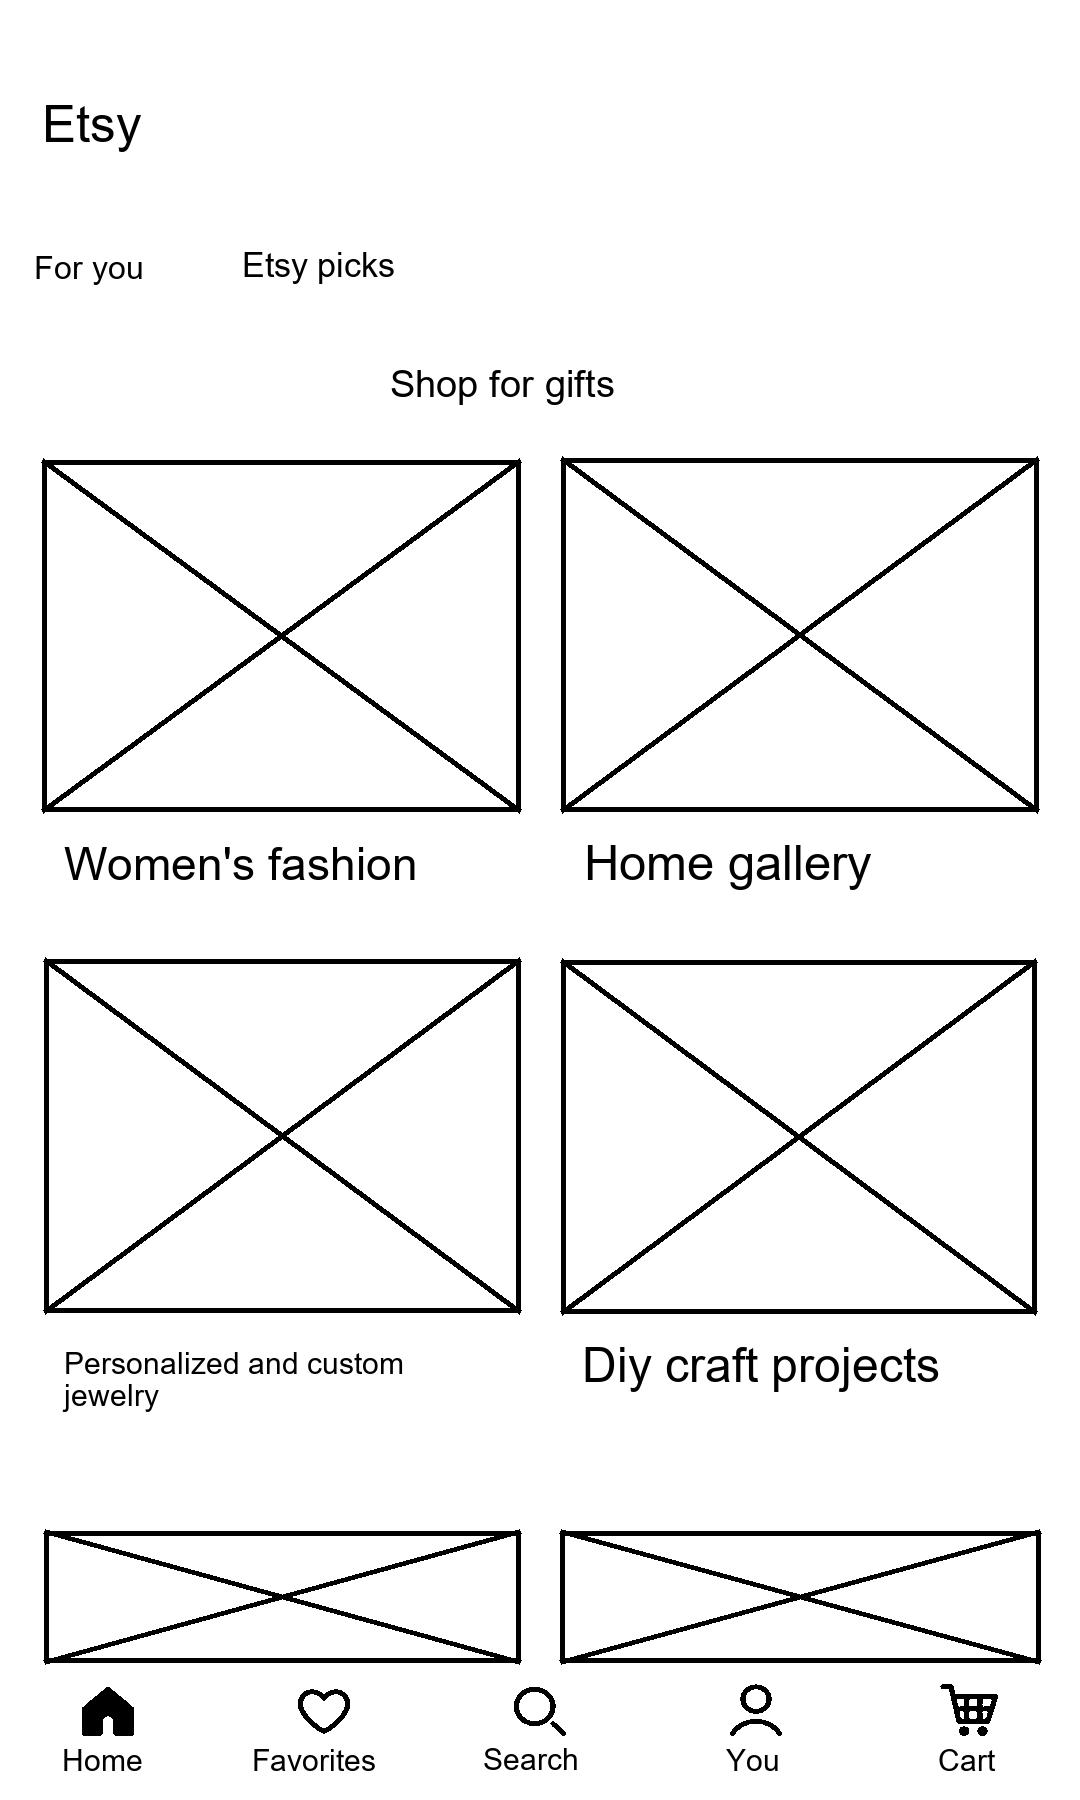 Etsy
For you
Etsy picks
Shop for gifts
Women's fashion
Home gallery
Personalized and custom
jewelry
Diy craft projects
Home
Favorites
Search
You
Cart